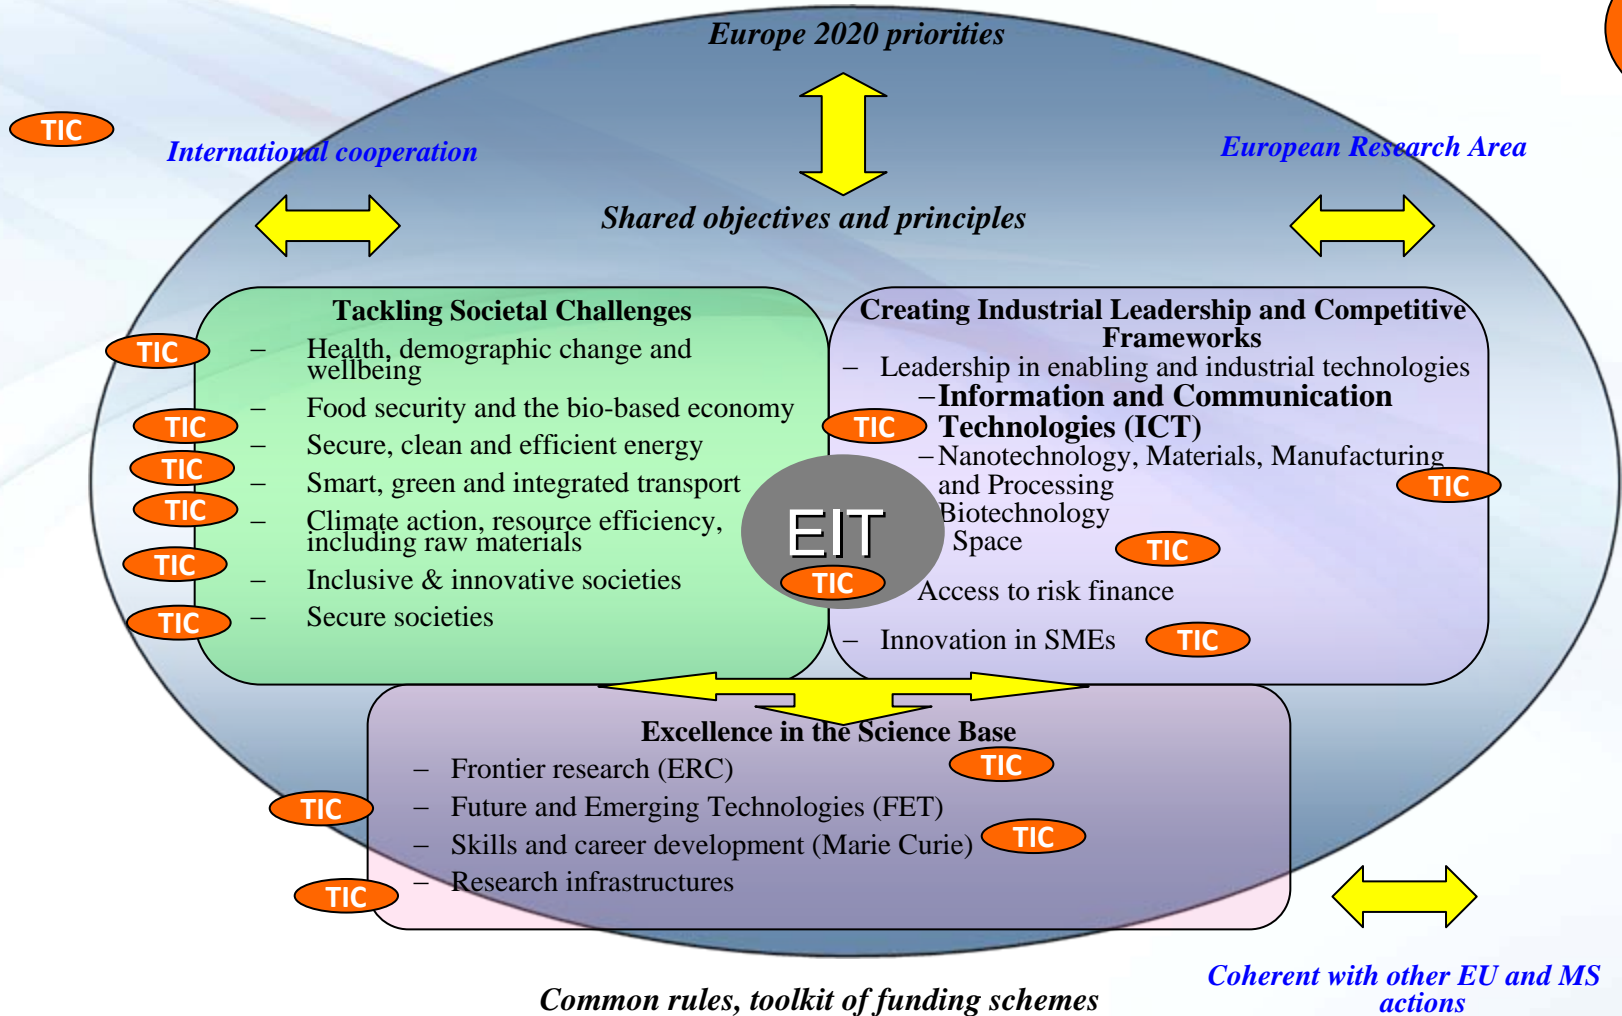 Europe 2020 priorities
TIC
International cooperation
European Research Area
Shared objectives and principles
Tackling Societal Challenges
TIC
– Health, demographic change and
wellbeing
– Food security and the bio-based economy
TIC
– Secure, clean and efficient energy
TIC
– Smart, green and integrated transport
TIC
– Climate action, resource efficiency,
including raw materials
TIC
– Inclusive & innovative societies
TIC
– Secure societies
Creating Industrial Leadership and Competitive
Frameworks
– Leadership in enabling and industrial technologies
– Information and Communication
TIC
Technologies (ICT)
– Nanotechnology, Materials, Manufacturing
and Processing
TIC
Biotechnology
Space
TIC
EIT
TIC
Access to risk finance
– Innovation in SMEs
TIC
Excellence in the Science Base
– Frontier research (ERC)
TIC
TIC
– Future and Emerging Technologies (FET)
– Skills and career development (Marie Curie)
TIC
TIC
– Research infrastructures
Coherent with other EU and MS
actions
Common rules, toolkit of funding schemes